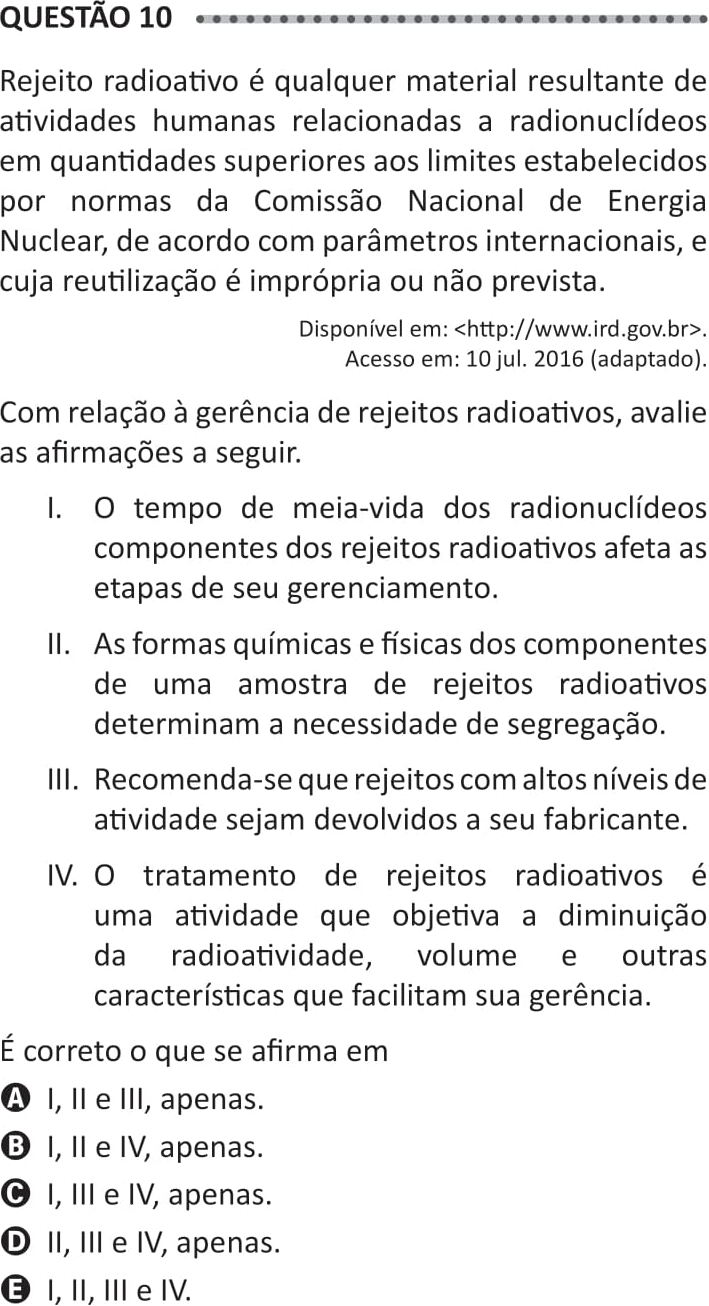 QUESTÃO 10
Rejeito radioativo é qualquer material resultante de
atividades humanas relacionadas a radionuclídeos
em quantidades superiores aos limites estabelecidos
por normas da Comissão Nacional de Energia
Nuclear, de acordo com parâmetros internacionais, e
cuja reutilização é imprópria ou não prevista.
Disponível em: <http://www.ird.gov.br>.
Acesso em: 10 jul. 2016 (adaptado).
Com relação à gerência de rejeitos radioativos, avalie
as afirmações a seguir.
I. O tempo de meia-vida dos radionuclídeos
componentes dos rejeitos radioativos afeta as
etapas de seu gerenciamento.
II. As formas químicas e físicas dos componentes
de uma amostra de rejeitos radioativos
determinam a necessidade de segregação.
III. Recomenda-se que rejeitos com altos níveis de
atividade sejam devolvidos a seu fabricante.
IV. O tratamento de rejeitos radioativos é
uma atividade que objetiva a diminuição
da radioatividade, volume e outras
características que facilitam sua gerência.
É correto o que se afirma em
A I, II e III, apenas.
B I, II e IV, apenas.
C I, III e IV, apenas.
D II, III e IV, apenas.
E I, II, III e IV.